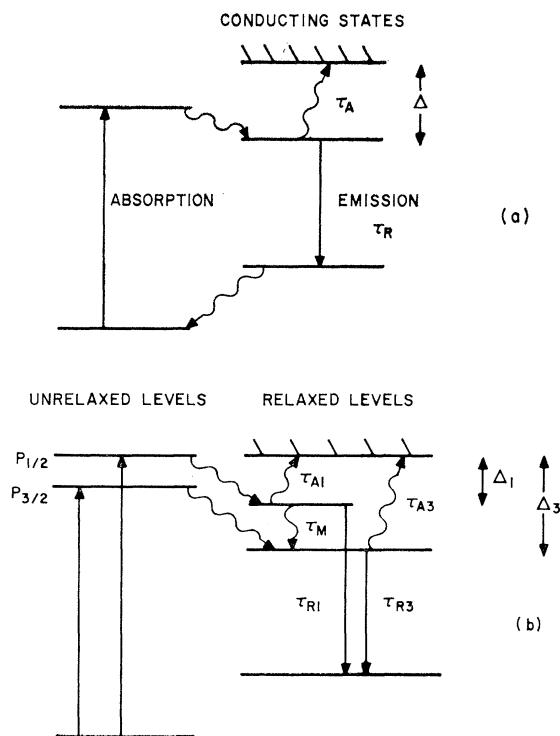 CONDUCTING STATES
τA
Δ
ABSORPTION
EMISSION
τR
(a)
UNRELAXED LEVELS
RELAXED LEVELS
P1/2
P3/2
τA1
τA3
τM
Δ1
Δ3
τR1
τR3
(b)